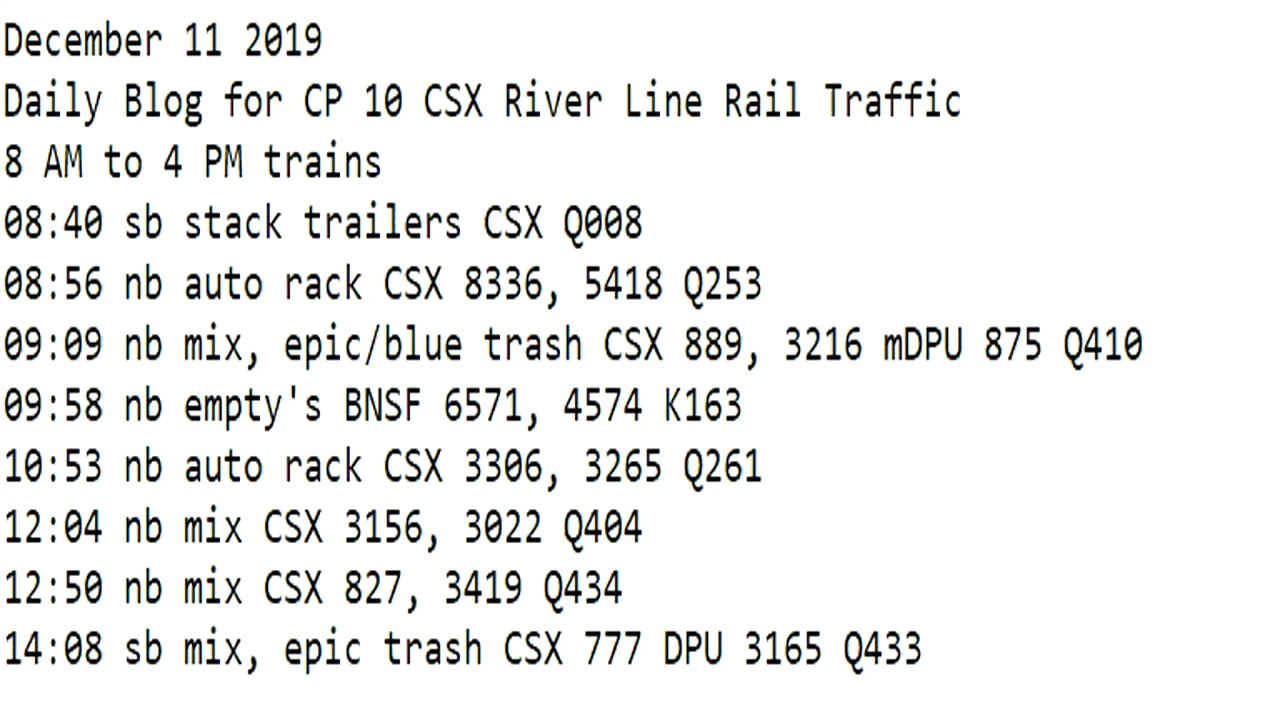 December 11 2019
Daily Blog for CP 10 CSX River Line Rail Traffic
8 AM to 4 PM trains
08:40 sb stack trailers CSX Q008
08:56 nb auto rack CSX 8336, 5418 Q253
09:09 nb mix, epic/blue trash CSX 889, 3216 mDPU 875 Q410
09:58 nb empty's BNSF 6571, 4574 K163
10:53 nb auto rack CSX 3306, 3265 Q261
12:04 nb mix CSX 3156, 3022 Q404
12:50 nb mix CSX 827, 3419 Q434
14:08 sb mix, epic trash CSX 777 DPU 3165 Q433